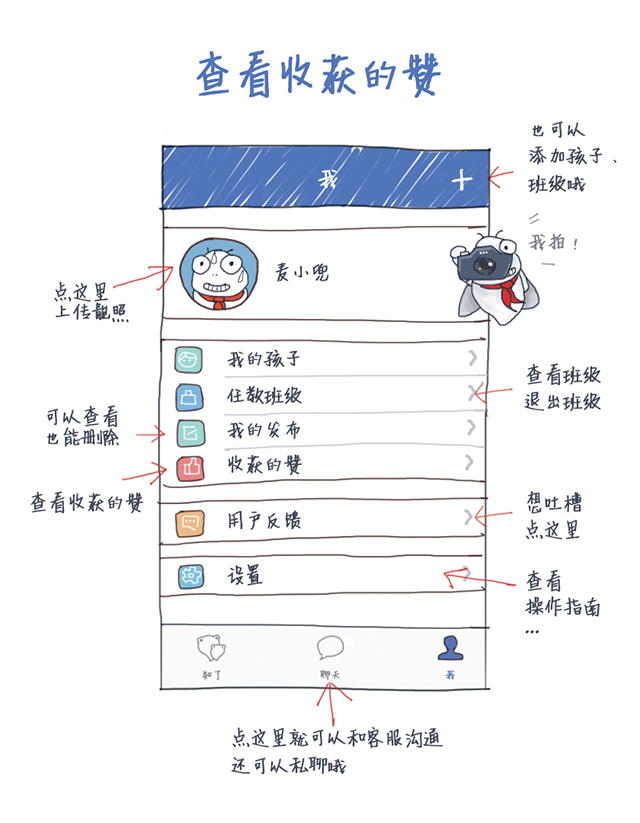 查看收获的赞
也可以
添加孩子、
班级哦
我
我拍!
麦小兜
点这里
上传靓照
我的孩子
查看班级
退出班级
任教班级
可以查看
也能删除
我的发布
收获的赞
查看收获的赞
用户反馈
想吐槽
点这里
设置
查看
操作指南
...
知了
聊天
我
点这里就可以和客服沟通
还可以私聊哦